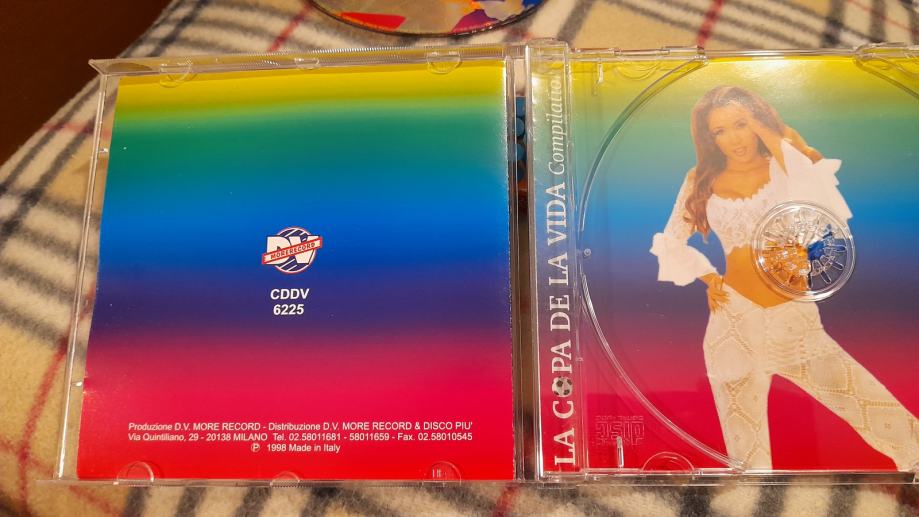 DV
MORE RECORD
CDDV
6225
Produzione D.V. MORE RECORD - Distribuzione D.V. MORE RECORD & DISCO PIU'
Via Quintiliano, 29 - 20138 MILANO Tel. 02.58011681 - 58011659 - Fax. 02.58010545
Ⓟ 1998 Made in Italy
LA COPA DE LA VIDA Compilation